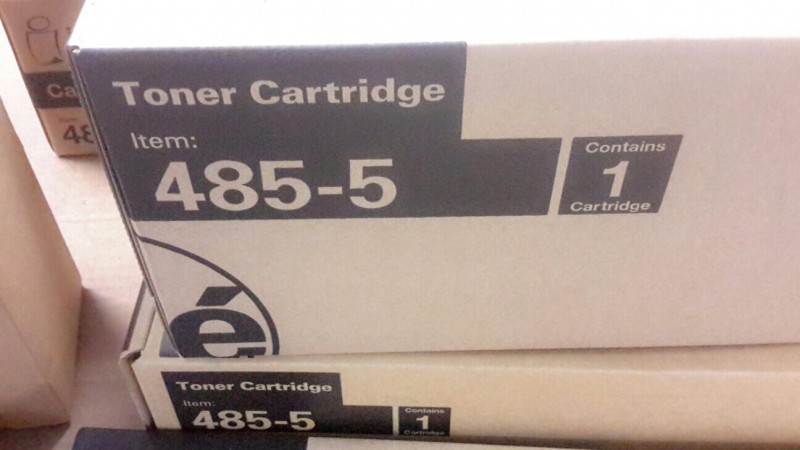 Toner Cartridge
Item:
485-5
Contains
1
Cartridge
é
Toner Cartridge
Item:
485-5
Contains
1
Cartridge